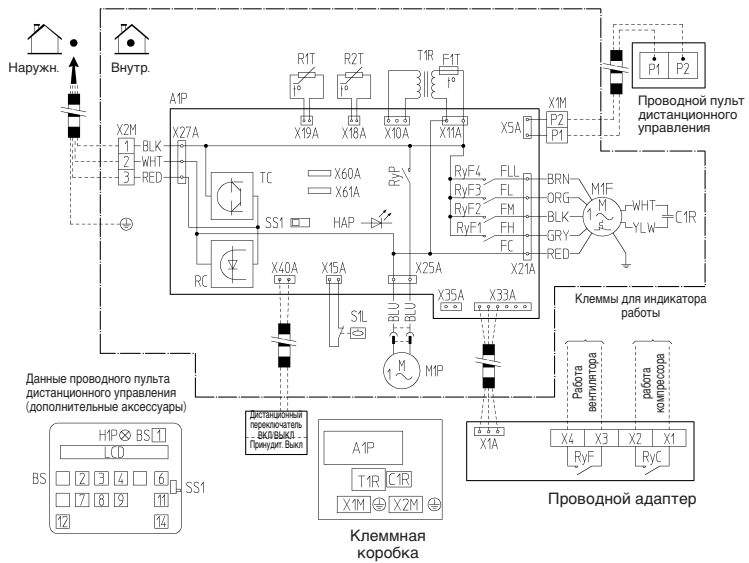 Наружн.
Внутр.
R1T
R2T
T1R
F1T
t°
t°
t°
A1P
X2M
X27A
X19A
X18A
X10A
X11A
X5A
X1M
P2
P1
P1
P2
Проводной пульт
дистанционного
управления
1
BLK
2
WHT
3
RED
TC
X60A
X61A
RyP
SS1
HAP
RC
RyF4
FLL
RyF3
FL
RyF2
FM
RyF1
FH
FC
BRN
ORG
BLK
GRY
RED
M1F
M
1
WHT
YLW
C1R
X21A
X40A
X15A
X25A
X35A
X33A
S1L
BLU
BLU
M
1
M1P
Клеммы для индикатора
работы
Данные проводного пульта
дистанционного управления
(дополнительные аксессуары)
H1P
BS
1
LCD
BS
2
3
4
6
SS1
7
8
9
11
12
14
Дистанционный
переключатель
ВКЛ/ВЫКЛ
Принудит. Выкл
A1P
T1R
C1R
X1M
X2M
Клеммная
коробка
Работа
вентилятора
работа
компрессора
X1A
X4
X3
X2
X1
RyF
RyC
Проводной адаптер